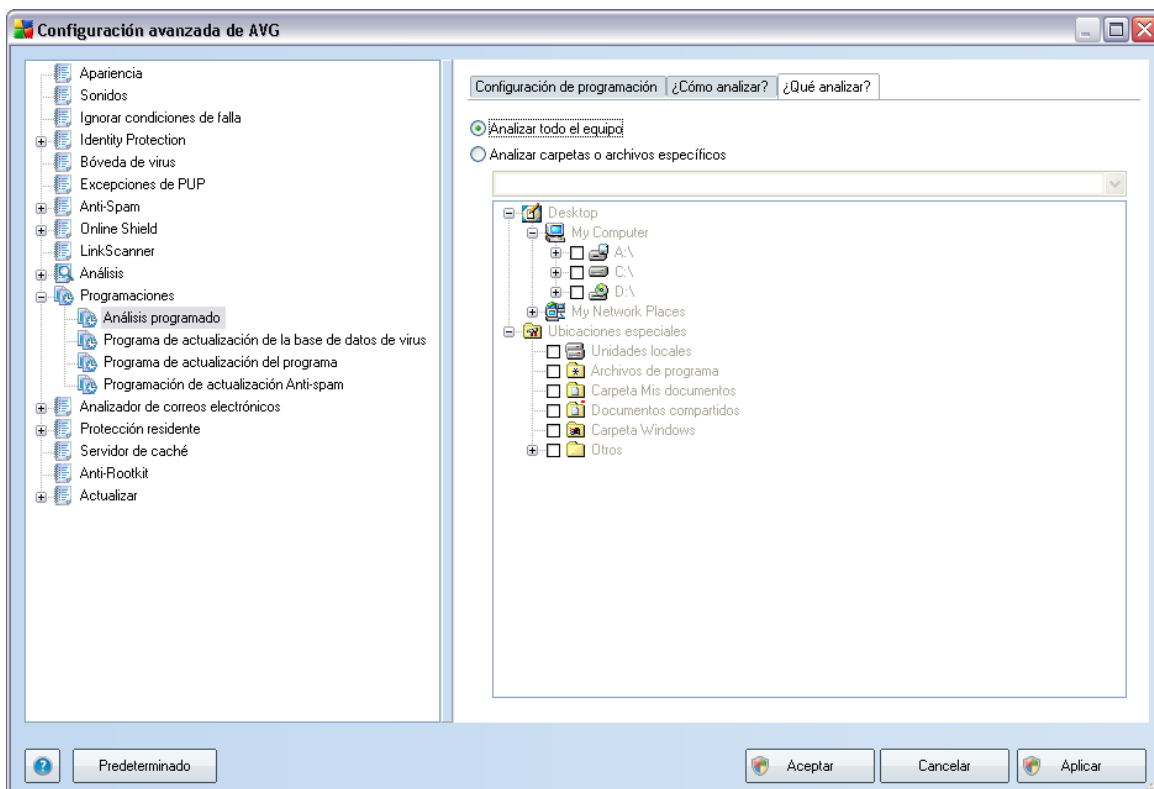 Configuración avanzada de AVG
Apariencia
Sonidos
Ignorar condiciones de falla
Identity Protection
Bóveda de virus
Excepciones de PUP
Anti-Spam
Online Shield
LinkScanner
Análisis
Programaciones
Análisis programado
Programa de actualización de la base de datos de virus
Programa de actualización del programa
Programación de actualización Anti-spam
Analizador de correos electrónicos
Protección residente
Servidor de caché
Anti-Rootkit
Actualizar
Configuración de programación
¿Cómo analizar?
¿Qué analizar?
Analizar todo el equipo
Analizar carpetas o archivos específicos
Desktop
My Computer
A:\
C:\
D:\
My Network Places
Ubicaciones especiales
Unidades locales
Archivos de programa
Carpeta Mis documentos
Documentos compartidos
Carpeta Windows
Otros
Predeterminado
Aceptar
Cancelar
Aplicar